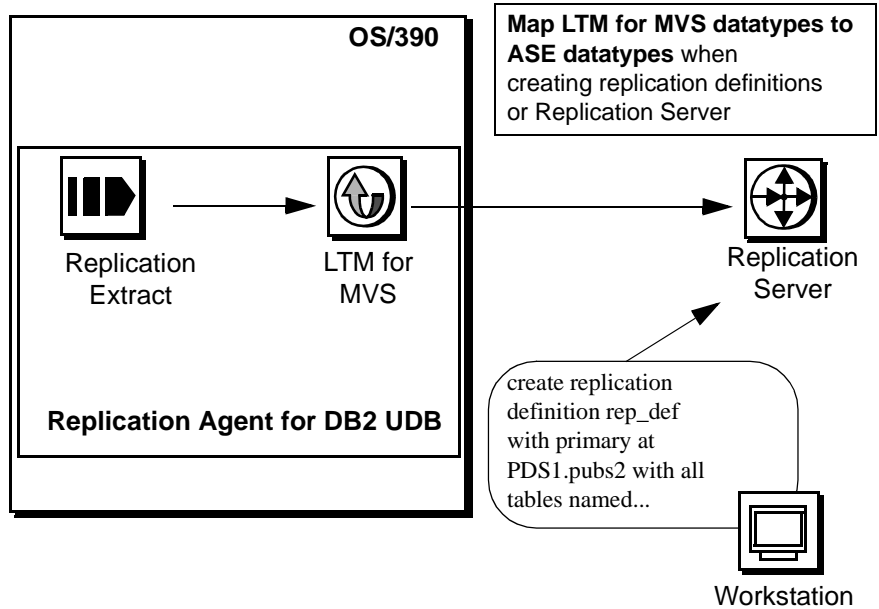 OS/390
Map LTM for MVS datatypes to
ASE datatypes when
creating replication definitions
or Replication Server
Replication
Extract
LTM for
MVS
Replication
Server
Replication Agent for DB2 UDB
create replication
definition rep_def
with primary at
PDS1.pubs2 with all
tables named...
Workstation